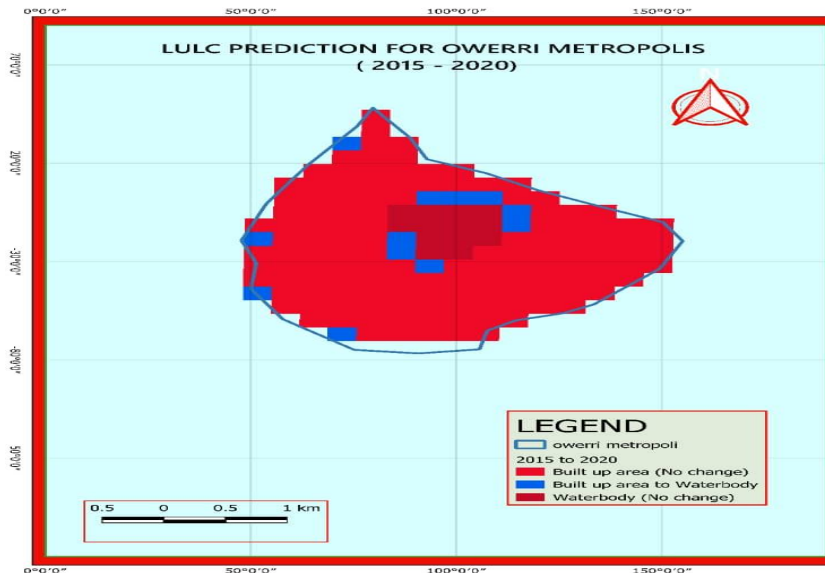 0°0'0" 50°0'0" 100°0'0" 150°0'0"
LULC PREDICTION FOR OWERRI METROPOLIS
( 2015 - 2020)
LEGEND
owerri metropoli
2015 to 2020
Built up area (No change)
Built up area to Waterbody
Waterbody (No change)
0.5 0 0.5 1 km
0°0'0" 50°0'0" 100°0'0" 150°0'0"